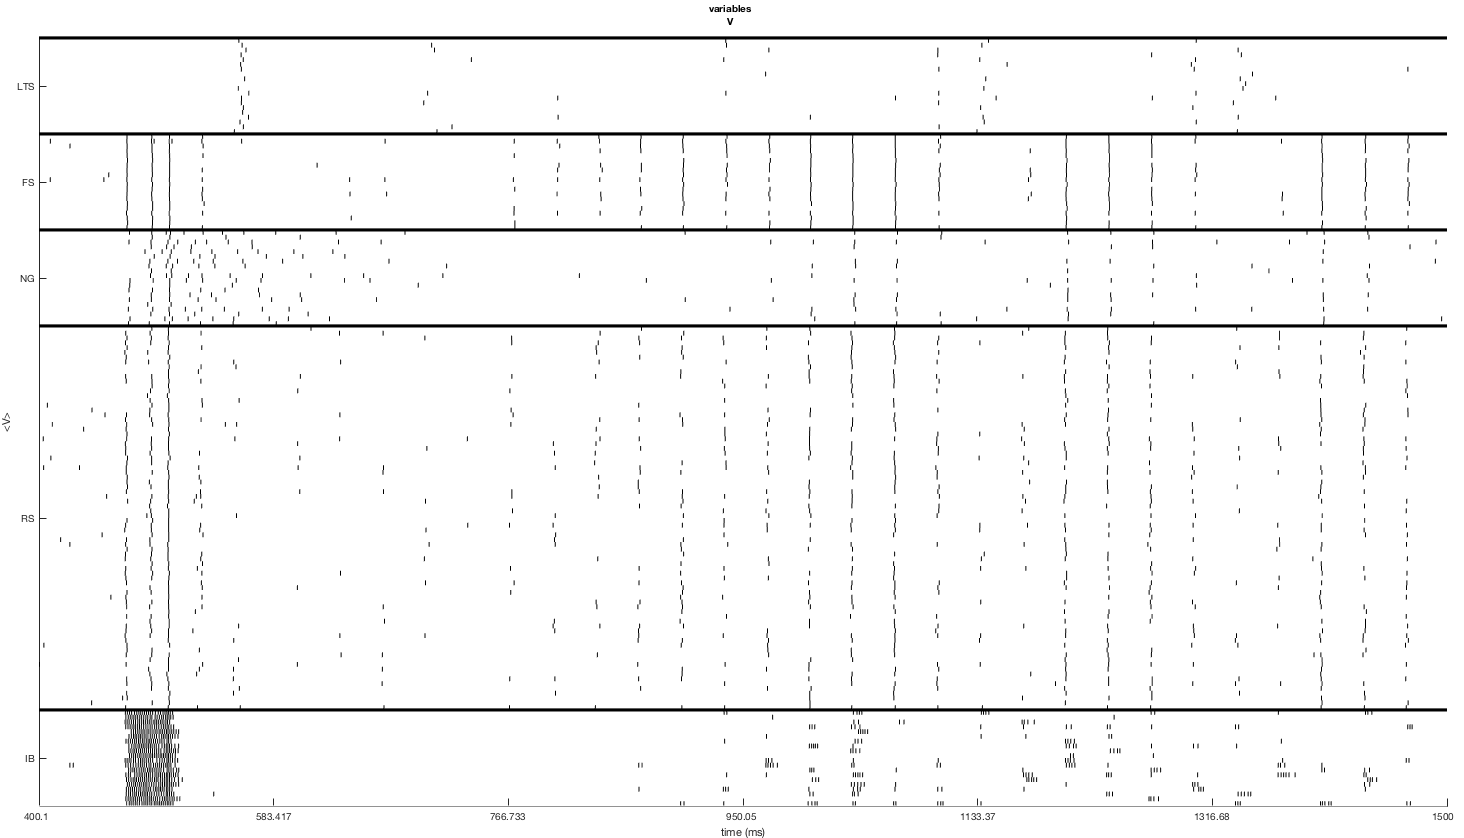 variables
V
LTS
FS
NG
RS
IB
<V>
400.1 583.417 766.733 950.05 1133.37 1316.68 1500
time (ms)